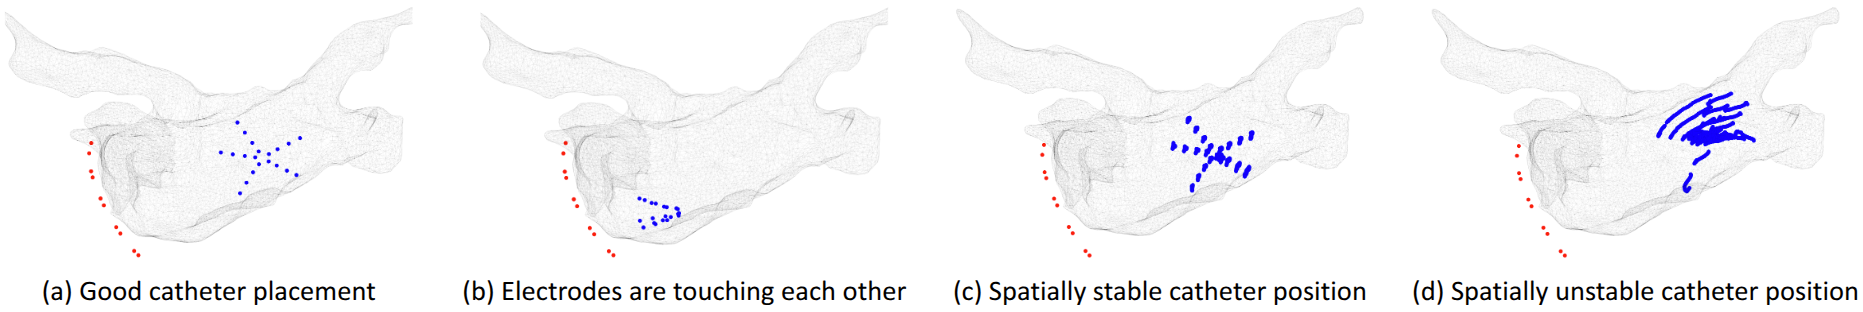 (a) Good catheter placement
(b) Electrodes are touching each other
(c) Spatially stable catheter position
(d) Spatially unstable catheter position